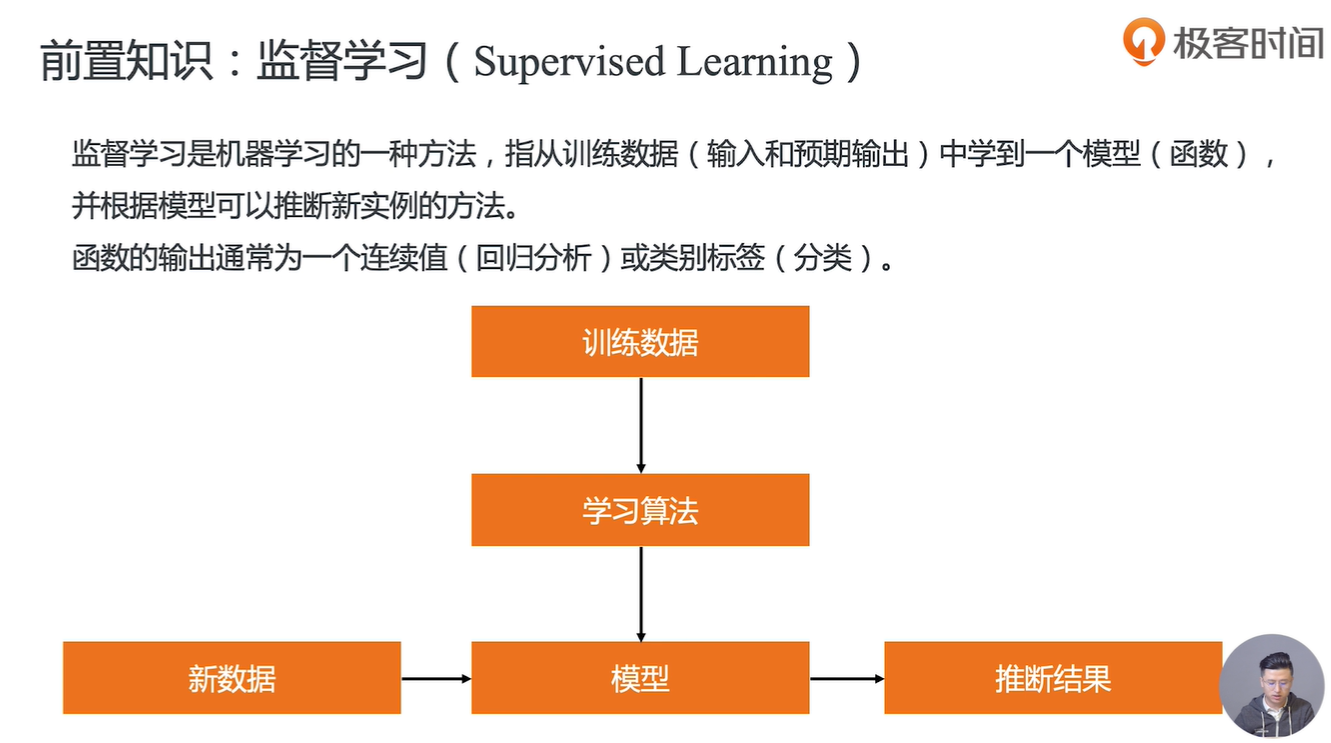 前置知识：监督学习（Supervised Learning）
极客时间
监督学习是机器学习的一种方法，指从训练数据（输入和预期输出）中学到一个模型（函数），
并根据模型可以推断新实例的方法。
函数的输出通常为一个连续值（回归分析）或类别标签（分类）。
训练数据
学习算法
新数据
模型
推断结果